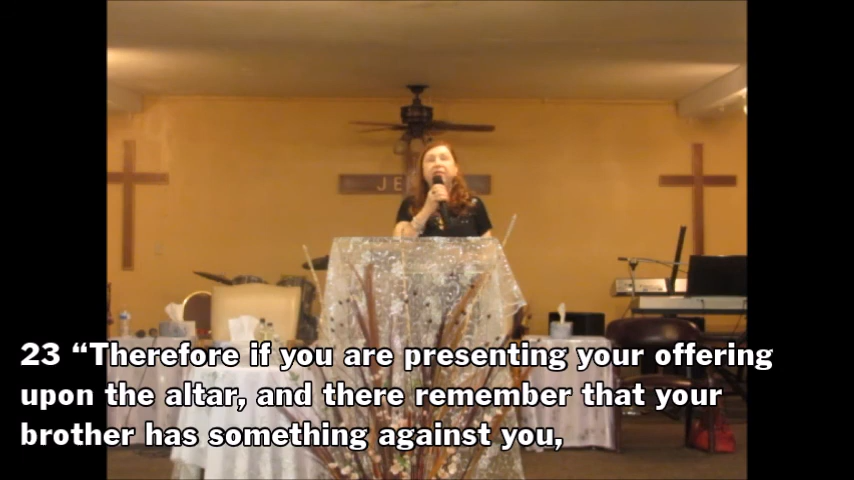 JE
23 “Therefore if you are presenting your offering
upon the altar, and there remember that your
brother has something against you,